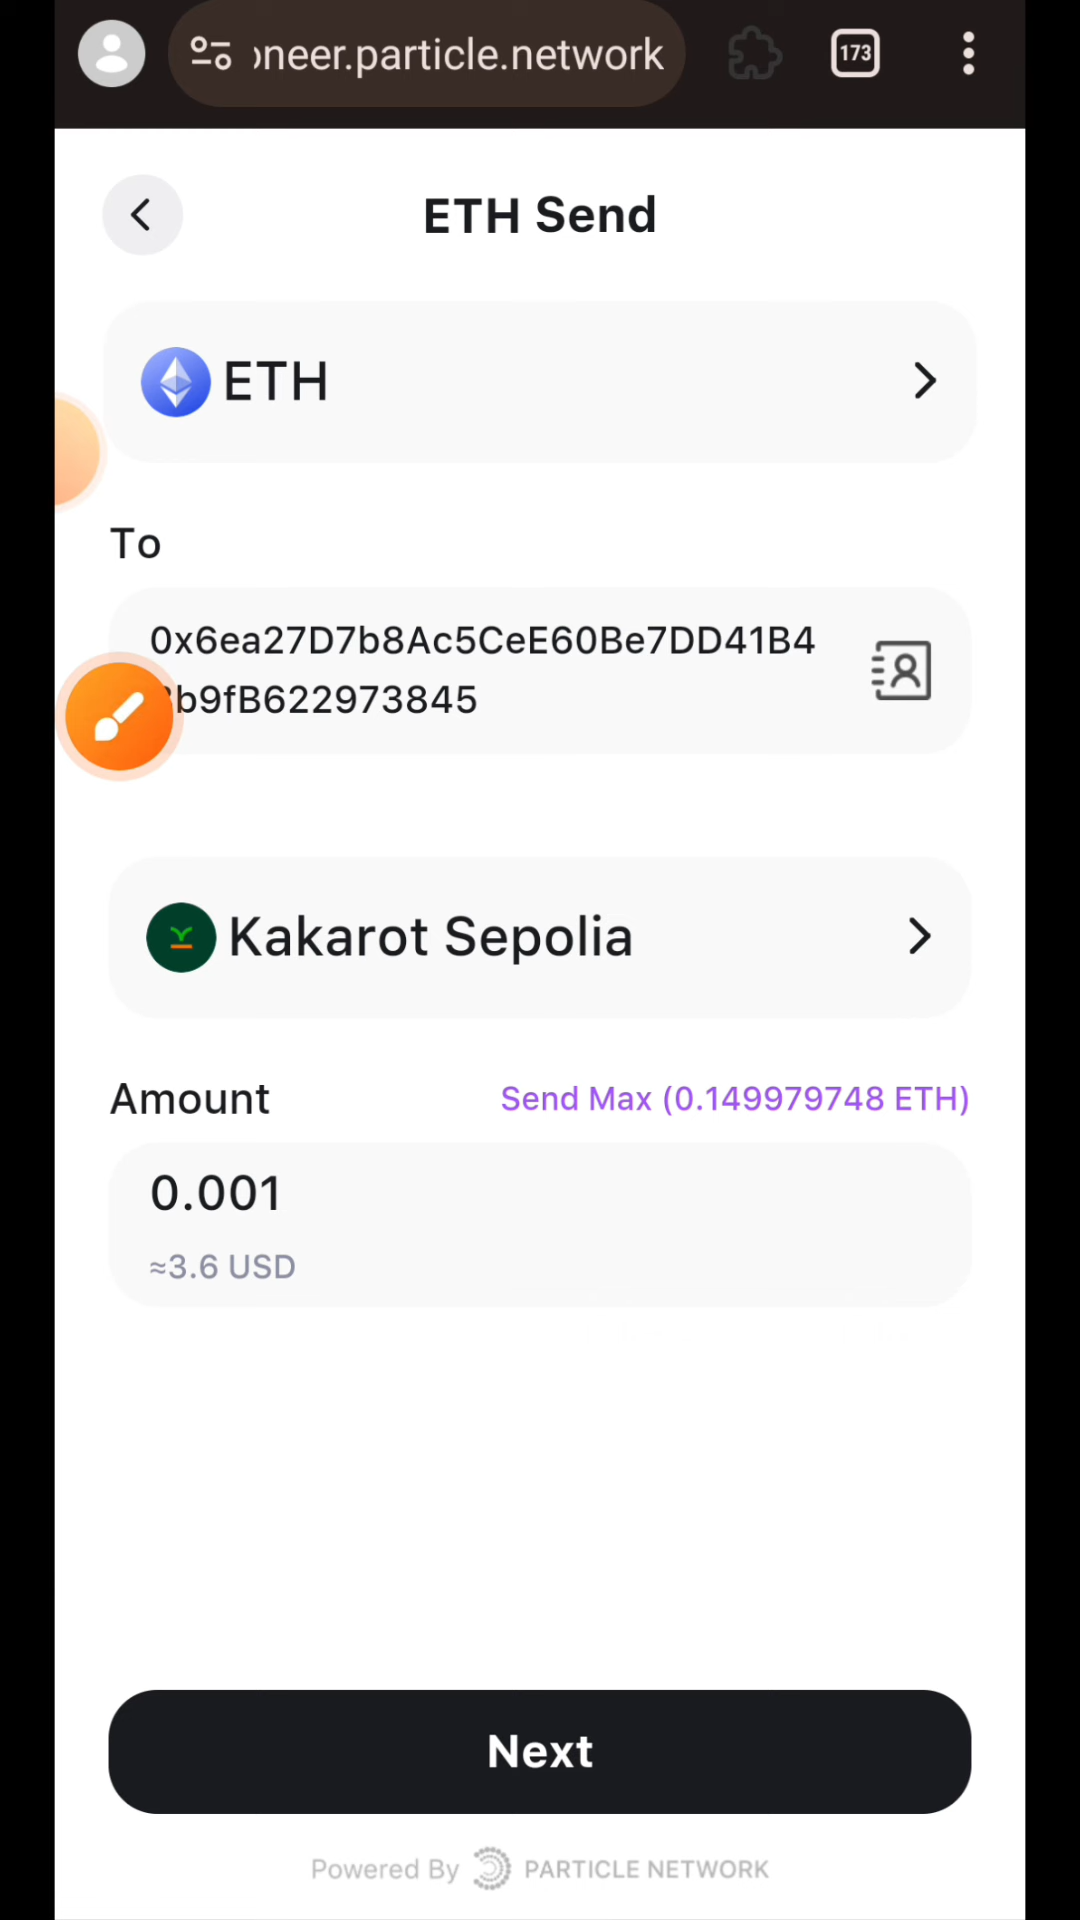 oneer.particle.network
173
ETH Send
ETH
To
0x6ea27D7b8Ac5CeE60Be7DD41B4
b9fB622973845
Kakarot Sepolia
Amount
Send Max (0.149979748 ETH)
0.001
≈3.6 USD
Next
Powered By PARTICLE NETWORK